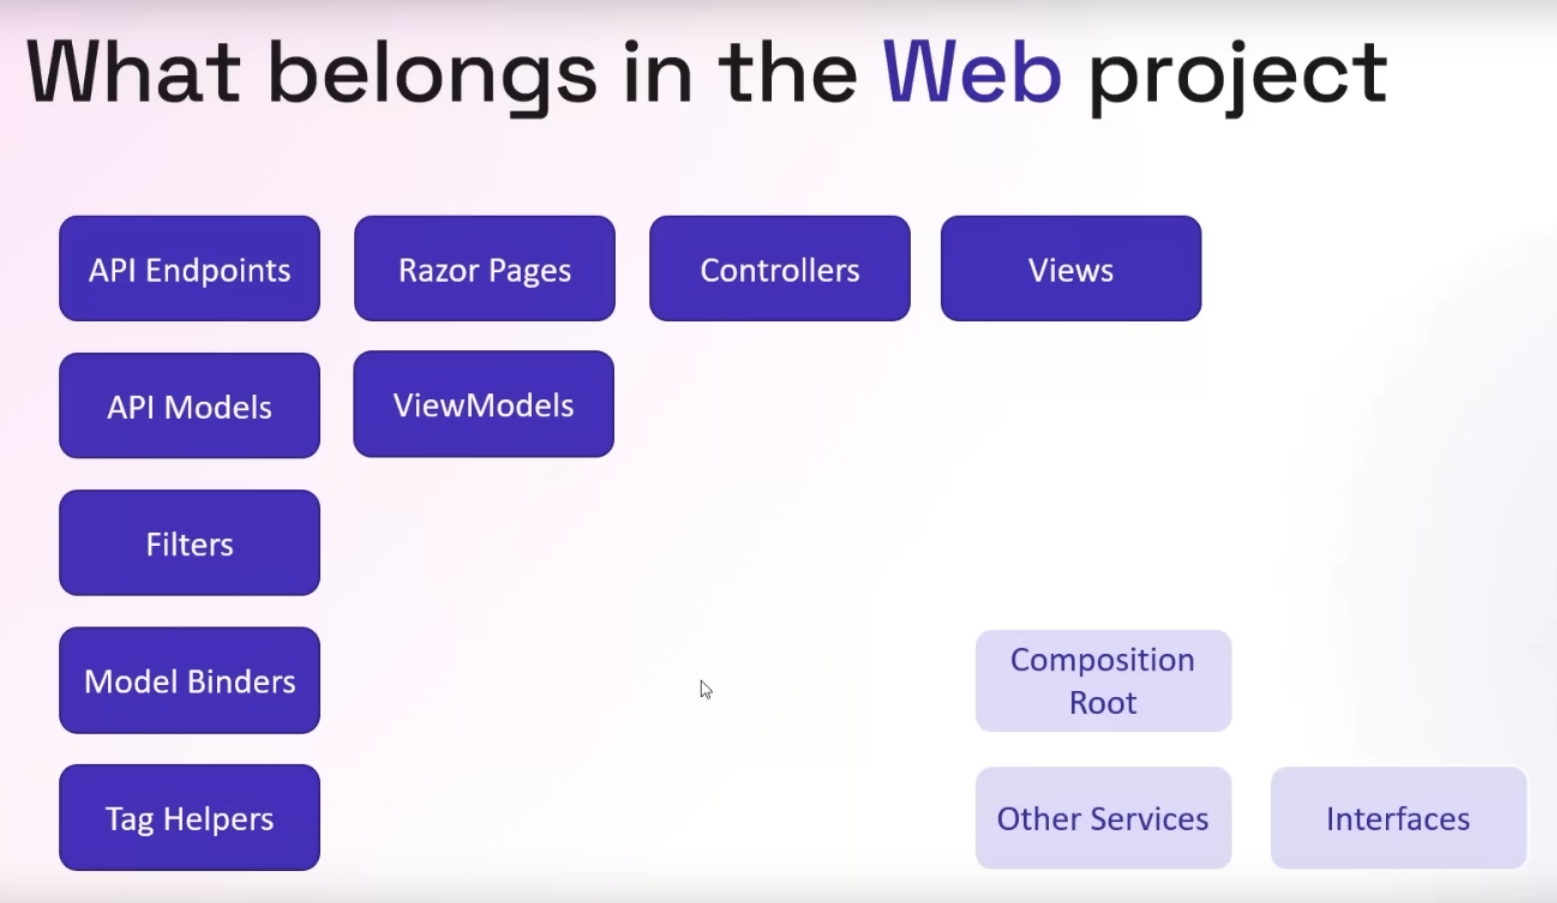 What belongs in the Web project
API Endpoints
Razor Pages
Controllers
Views
API Models
ViewModels
Filters
Model Binders
Composition
Root
Tag Helpers
Other Services
Interfaces